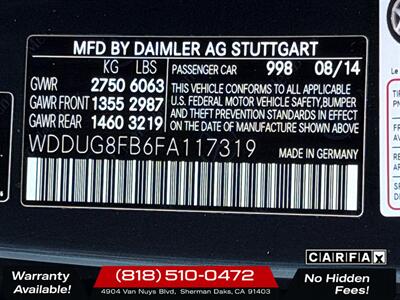 MFD BY DAIMLER AG STUTTGART
KG LBS
GVWR 2750 6063
GAWR FRONT 1355 2987
GAWR REAR 1460 3219
PASSENGER CAR 998 08/14
THIS VEHICLE CONFORMS TO ALL APPLICABLE
U.S. FEDERAL MOTOR VEHICLE SAFETY, BUMPER
AND THEFT PREVENTION STANDARDS IN EFFECT
ON THE DATE OF MANUFACTURE SHOWN ABOVE.
WDDUG8FB6FA117319 MADE IN GERMANY
Le
CARFAX
Warranty
Available!
(818) 510-0472
4904 Van Nuys Blvd, Sherman Oaks, CA 91403
No Hidden
Fees!